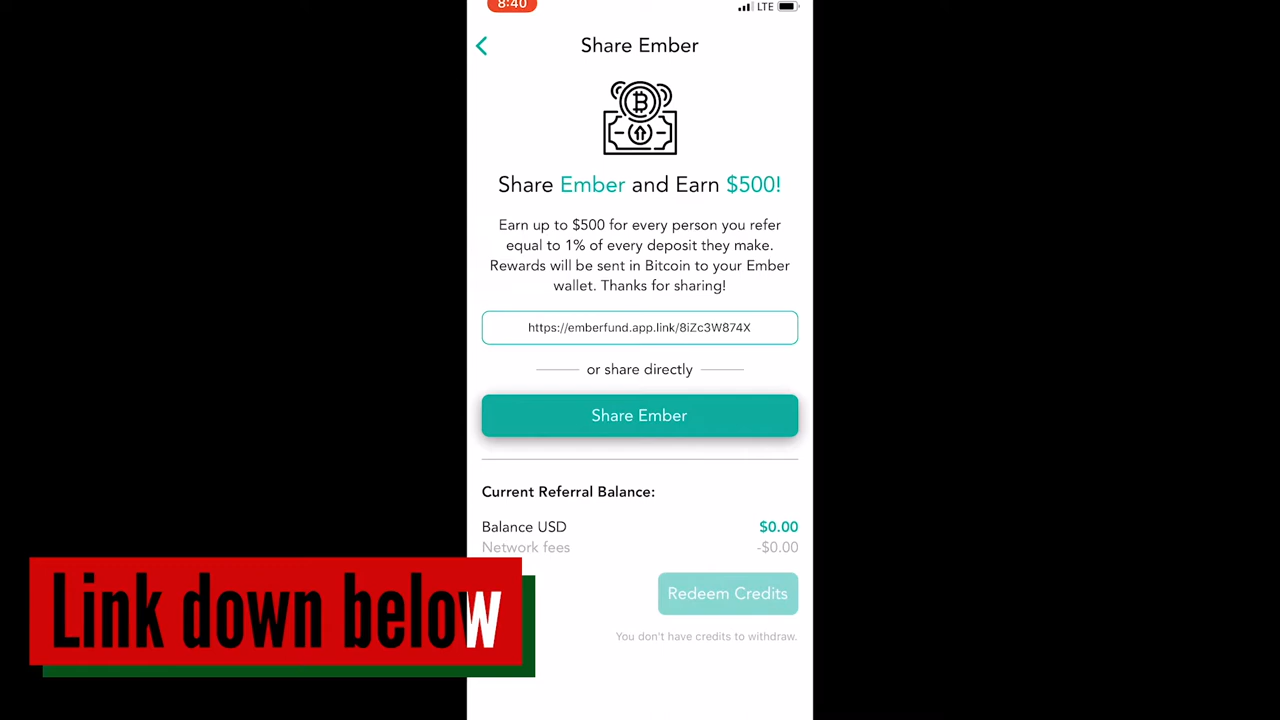 8:40
LTE
Share Ember
Share Ember and Earn $500!
Earn up to $500 for every person you refer
equal to 1% of every deposit they make.
Rewards will be sent in Bitcoin to your Ember
wallet. Thanks for sharing!
https://emberfund.app.link/8iZc3W874X
or share directly
Share Ember
Current Referral Balance:
Balance USD $0.00
Network fees -$0.00
Redeem Credits
You don't have credits to withdraw.
Link down below